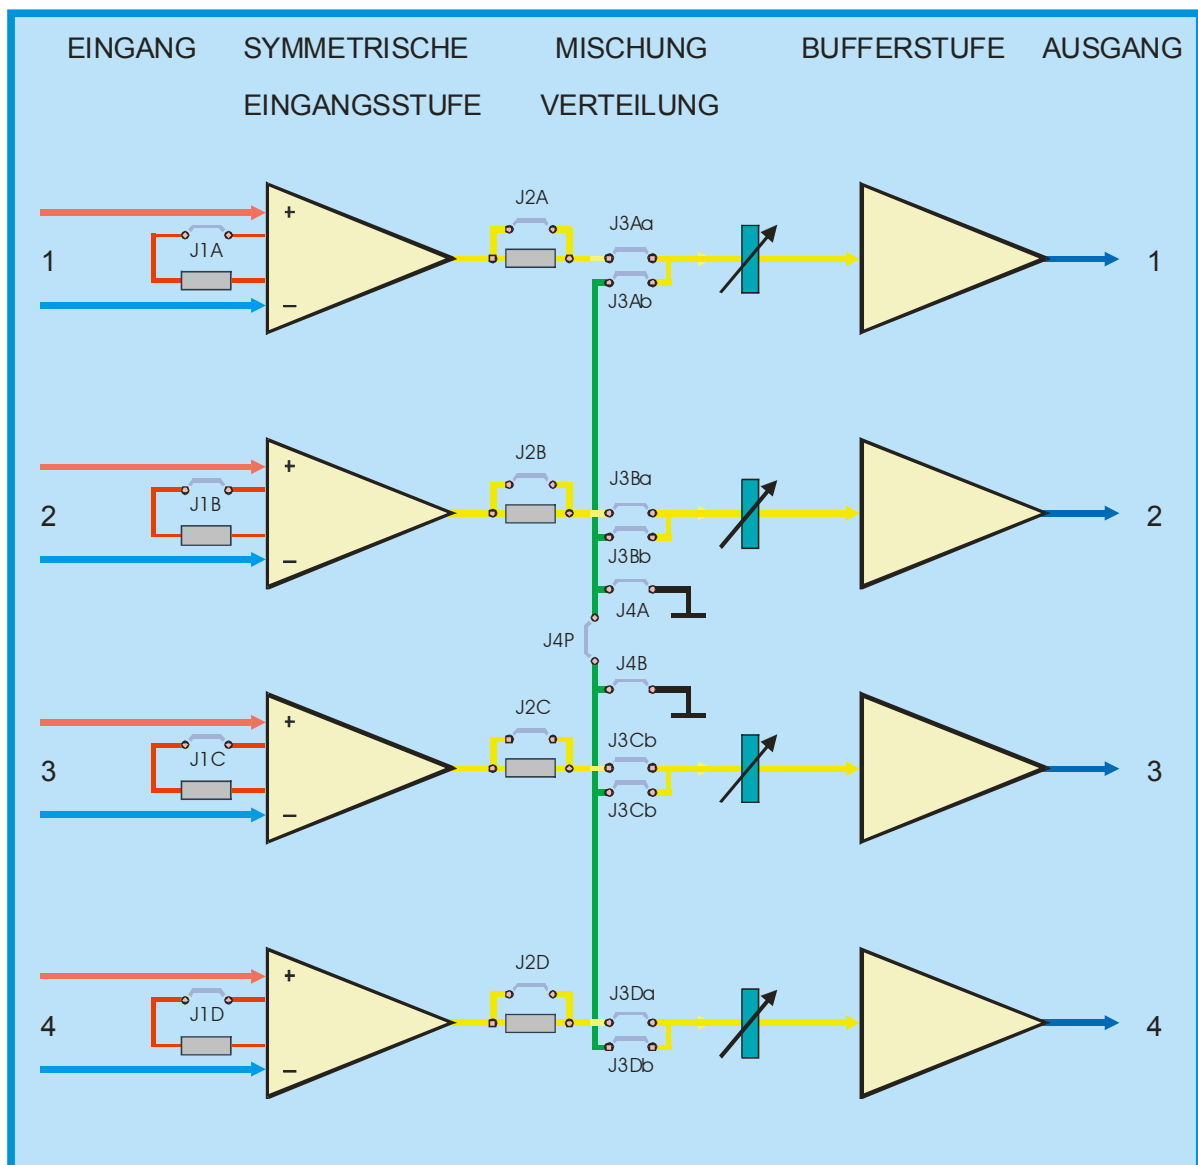 EINGANG SYMMETRISCHE MISCHUNG BUFFERSTUFE AUSGANG
EINGANGSSTUFE VERTEILUNG
J2A
+ J3Aa
J1A
1 1
– J3Ab
J2B
+ J3Ba
J1B
2 2
– J3Bb
J4A
J4P
J4B
J2C
+ J3Cb
J1C
3 3
– J3Cb
J2D
+ J3Da
J1D
4 4
– J3Db